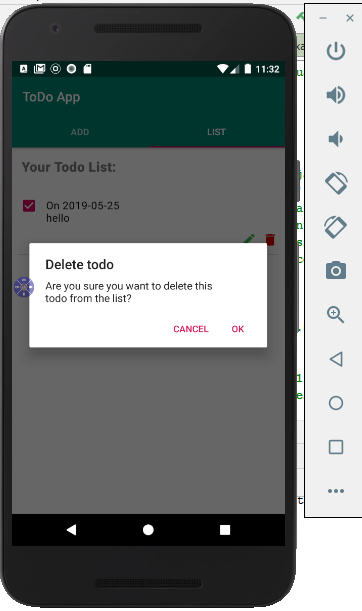 11:32
ToDo App
ADD LIST
Your Todo List:
On 2019-05-25
hello
Delete todo
Are you sure you want to delete this
todo from the list?
CANCEL OK